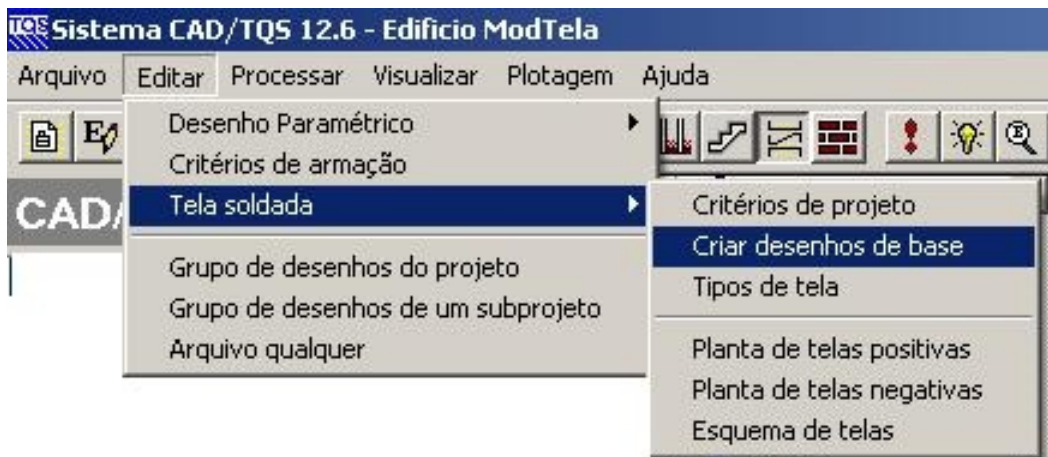 TQS Sistema CAD/TQS 12.6 - Edificio ModTela
Arquivo Editar Processar Visualizar Plotagem Ajuda
Desenho Paramétrico
Critérios de armação
CAD/
Tela soldada
Critérios de projeto
Criar desenhos de base
Tipos de tela
Grupo de desenhos do projeto
Grupo de desenhos de um subprojeto
Arquivo qualquer
Planta de telas positivas
Planta de telas negativas
Esquema de telas